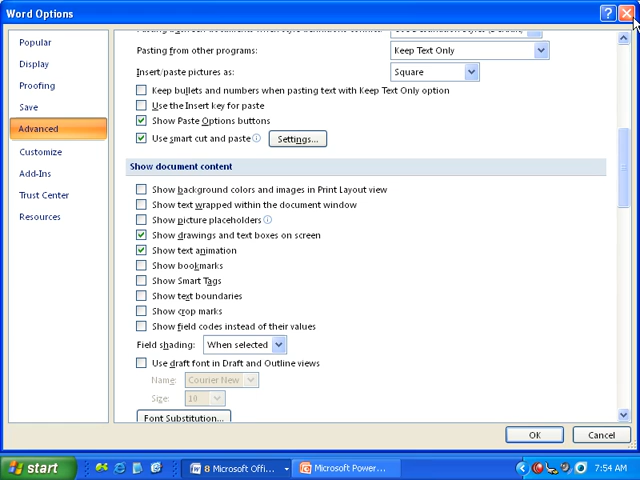 Word Options
Popular
Display
Proofing
Save
Advanced
Customize
Add-Ins
Trust Center
Resources
Pasting from other programs: Keep Text Only
Insert/paste pictures as: Square
Keep bullets and numbers when pasting text with Keep Text Only option
Use the Insert key for paste
Show Paste Options buttons
Use smart cut and paste Settings...
Show document content
Show background colors and images in Print Layout view
Show text wrapped within the document window
Show picture placeholders
Show drawings and text boxes on screen
Show text animation
Show bookmarks
Show Smart Tags
Show text boundaries
Show crop marks
Show field codes instead of their values
Field shading: When selected
Use draft font in Draft and Outline views
Name: Courier New
Size: 10
Font Substitution...
OK Cancel
start 8 Microsoft Offi... Microsoft Power... 7:54 AM